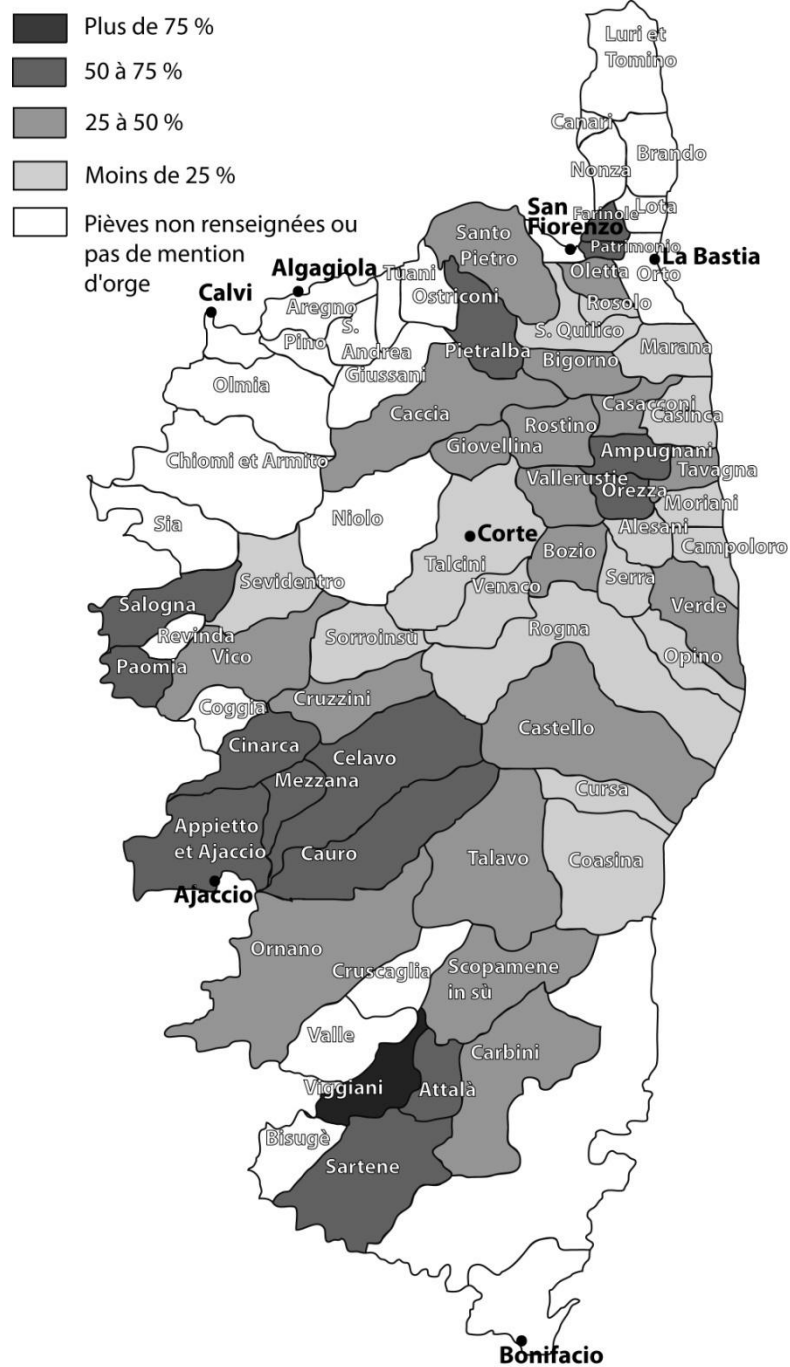 Plus de 75 %
50 à 75 %
25 à 50 %
Moins de 25 %
Pièves non renseignées ou
pas de mention
d'orge
Luri et
Tomino
Canari
Brando
Nonza
San
Fiorenzo
Farinole
Lota
Patrimonio
La Bastia
Orto
Santo
Pietro
Oletta
Rosolo
Algagiola
Tuani
Ostriconi
Calvi
Aregno
S.
Andrea
Pino
S. Quilico
Marana
Pietralba
Bigorno
Giussani
Olmia
Caccia
Casacconi
Casinca
Rostino
Giovellina
Ampugnani
Chiomi et Armito
Vallerustie
Tavagna
Orezza
Moriani
Niolo
Sia
Corte
Alesani
Campoloro
Bozio
Talcini
Sevidentro
Venaco
Serra
Salogna
Verde
Revinda
Sorroinsù
Rogna
Vico
Opino
Paomia
Cruzzini
Coggia
Castello
Cinarca
Celavo
Mezzana
Cursa
Appietto
et Ajaccio
Cauro
Talavo
Coasina
Ajaccio
Ornano
Cruscaglia
Scopamene
in sù
Valle
Carbini
Viggiani
Attalà
Bisugè
Sartene
Bonifacio